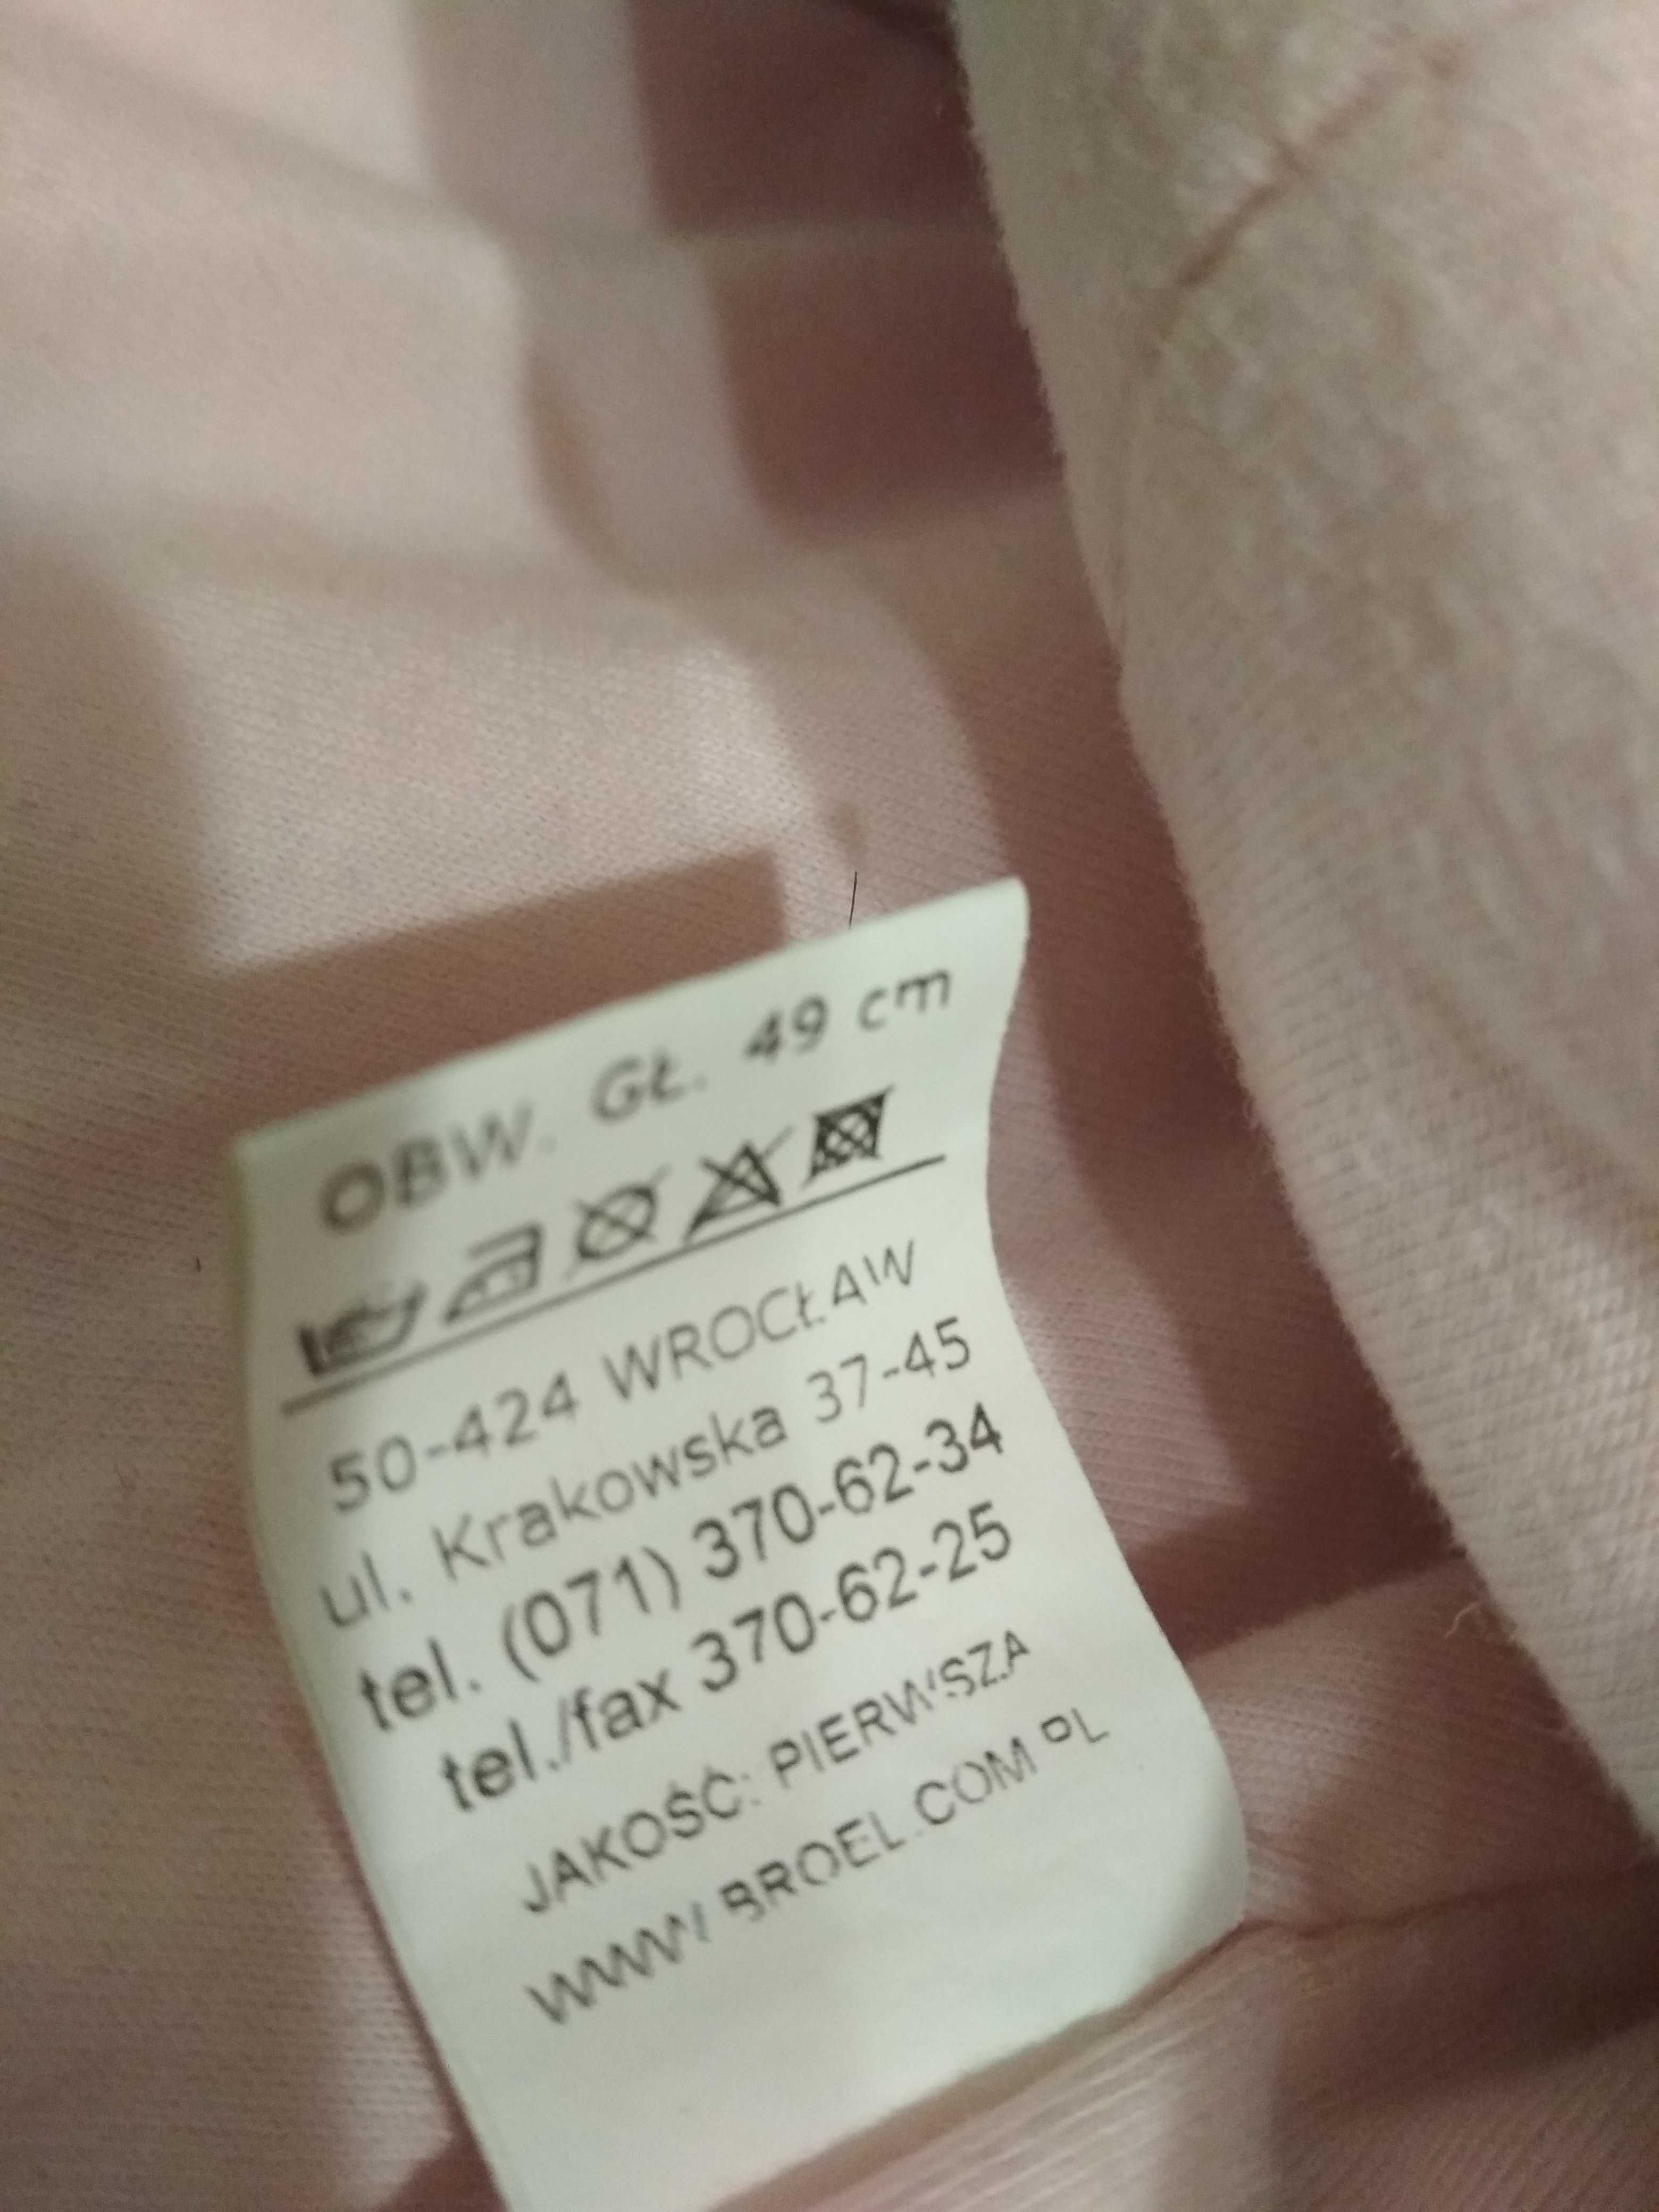 OBW. GŁ. 49 cm
50-424 WROCŁAW
ul. Krakowska 37-45
tel. (071) 370-62-34
tel./fax 370-62-25
JAKOŚĆ: PIERWSZA
WWW.BROEL.COM.PL